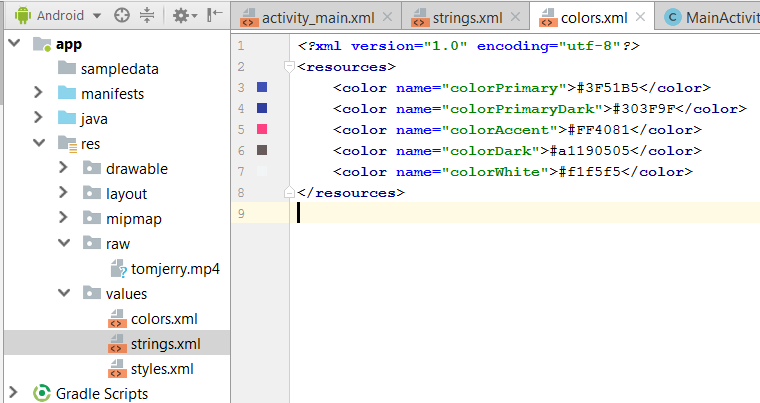 Android
activity_main.xml
strings.xml
colors.xml
MainActivi
app
sampledata
manifests
java
res
drawable
layout
mipmap
raw
tomjerry.mp4
values
colors.xml
strings.xml
styles.xml
Gradle Scripts
1 <?xml version="1.0" encoding="utf-8"?>
2 <resources>
3 <color name="colorPrimary">#3F51B5</color>
4 <color name="colorPrimaryDark">#303F9F</color>
5 <color name="colorAccent">#FF4081</color>
6 <color name="colorDark">#a1190505</color>
7 <color name="colorWhite">#f1f5f5</color>
8 </resources>
9